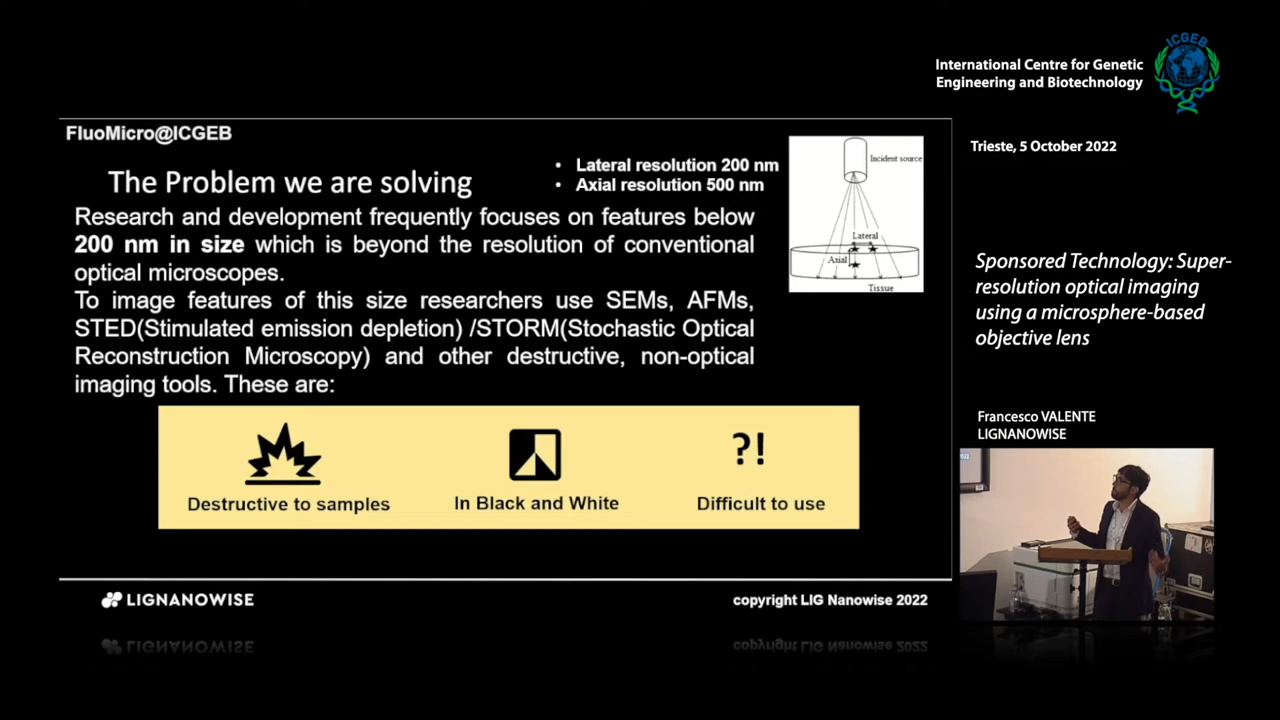 International Centre for Genetic
Engineering and Biotechnology
FluoMicro@ICGEB
Trieste, 5 October 2022
The Problem we are solving
• Lateral resolution 200 nm
• Axial resolution 500 nm
Incident source
Lateral
Axial
Tissue
Research and development frequently focuses on features below
200 nm in size which is beyond the resolution of conventional
optical microscopes.
To image features of this size researchers use SEMs, AFMs,
STED(Stimulated emission depletion) /STORM(Stochastic Optical
Reconstruction Microscopy) and other destructive, non-optical
imaging tools. These are:
Destructive to samples
In Black and White
?!
Difficult to use
Sponsored Technology: Super-
resolution optical imaging
using a microsphere-based
objective lens
Francesco VALENTE
LIGNANOWISE
LIGNANOWISE
copyright LIG Nanowise 2022
ICGEB